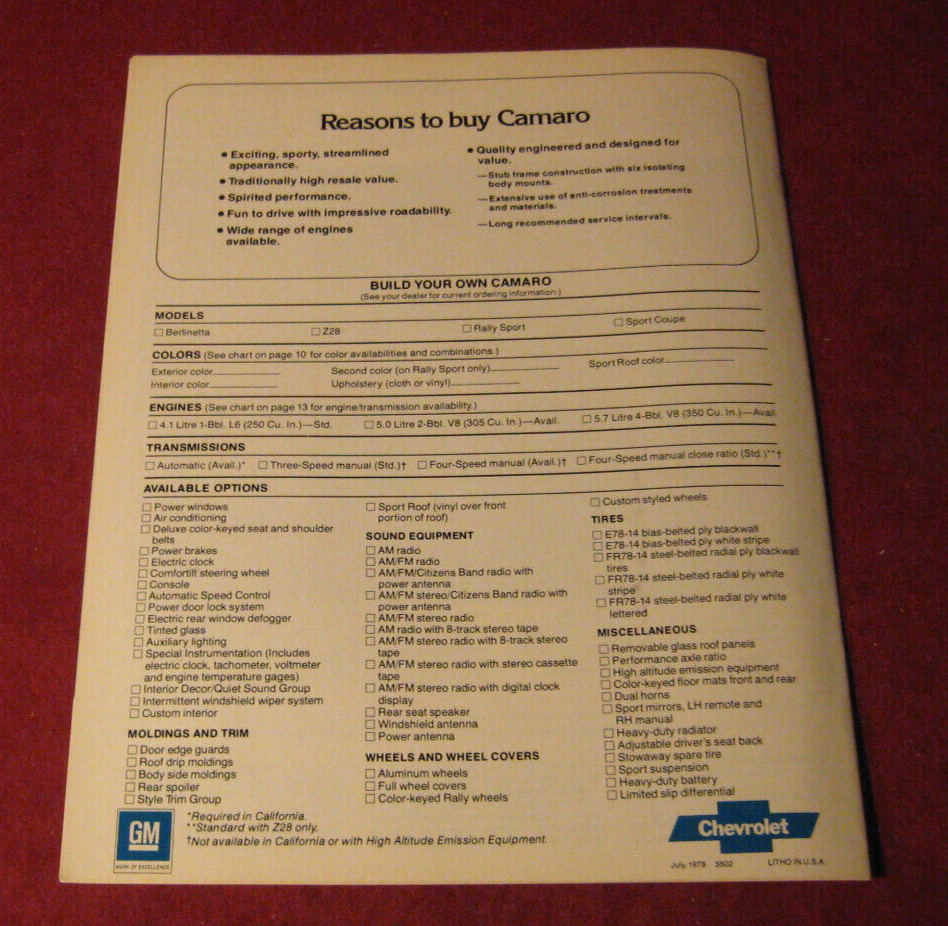 Reasons to buy Camaro
• Exciting, sporty, streamlined
appearance.
• Traditionally high resale value.
• Spirited performance.
• Fun to drive with impressive roadability.
• Wide range of engines
available.
• Quality engineered and designed for
value.
—Stub frame construction with six isolating
body mounts.
—Extensive use of anti-corrosion treatments
and materials.
—Long recommended service intervals.
BUILD YOUR OWN CAMARO
(See your dealer for current ordering information.)
MODELS
☐ Berlinetta ☐ Z28 ☐ Rally Sport ☐ Sport Coupe
COLORS (See chart on page 10 for color availabilities and combinations.)
Exterior color Second color (on Rally Sport only) Sport Roof color
Interior color Upholstery (cloth or vinyl)
ENGINES (See chart on page 13 for engine/transmission availability.)
☐ 4.1 Litre 1-Bbl. L6 (250 Cu. In.)—Std. ☐ 5.0 Litre 2-Bbl. V8 (305 Cu. In.)—Avail. ☐ 5.7 Litre 4-Bbl. V8 (350 Cu. In.)—Avail.
TRANSMISSIONS
☐ Automatic (Avail.)* ☐ Three-Speed manual (Std.)† ☐ Four-Speed manual (Avail.)† ☐ Four-Speed manual close ratio (Std.)**†
AVAILABLE OPTIONS
☐ Power windows
☐ Air conditioning
☐ Deluxe color-keyed seat and shoulder
belts
☐ Power brakes
☐ Electric clock
☐ Comfortilt steering wheel
☐ Console
☐ Automatic Speed Control
☐ Power door lock system
☐ Electric rear window defogger
☐ Tinted glass
☐ Auxiliary lighting
☐ Special Instrumentation (Includes
electric clock, tachometer, voltmeter
and engine temperature gages)
☐ Interior Decor/Quiet Sound Group
☐ Intermittent windshield wiper system
☐ Custom interior
MOLDINGS AND TRIM
☐ Door edge guards
☐ Roof drip moldings
☐ Body side moldings
☐ Rear spoiler
☐ Style Trim Group
☐ Sport Roof (vinyl over front
portion of roof)
SOUND EQUIPMENT
☐ AM radio
☐ AM/FM radio
☐ AM/FM/Citizens Band radio with
power antenna
☐ AM/FM stereo/Citizens Band radio with
power antenna
☐ AM/FM stereo radio
☐ AM radio with 8-track stereo tape
☐ AM/FM stereo radio with 8-track stereo
tape
☐ AM/FM stereo radio with stereo cassette
tape
☐ AM/FM stereo radio with digital clock
display
☐ Rear seat speaker
☐ Windshield antenna
☐ Power antenna
WHEELS AND WHEEL COVERS
☐ Aluminum wheels
☐ Full wheel covers
☐ Color-keyed Rally wheels
☐ Custom styled wheels
TIRES
☐ E78-14 bias-belted ply blackwall
☐ E78-14 bias-belted ply white stripe
☐ FR78-14 steel-belted radial ply blackwall
tires
☐ FR78-14 steel-belted radial ply white
stripe
☐ FR78-14 steel-belted radial ply white
lettered
MISCELLANEOUS
☐ Removable glass roof panels
☐ Performance axle ratio
☐ High altitude emission equipment
☐ Color-keyed floor mats front and rear
☐ Dual horns
☐ Sport mirrors, LH remote and
RH manual
☐ Heavy-duty radiator
☐ Adjustable driver's seat back
☐ Stowaway spare tire
☐ Sport suspension
☐ Heavy-duty battery
☐ Limited slip differential
*Required in California.
**Standard with Z28 only.
†Not available in California or with High Altitude Emission Equipment.
GM
MARK OF EXCELLENCE
Chevrolet
July, 1978 3802 LITHO IN U.S.A.